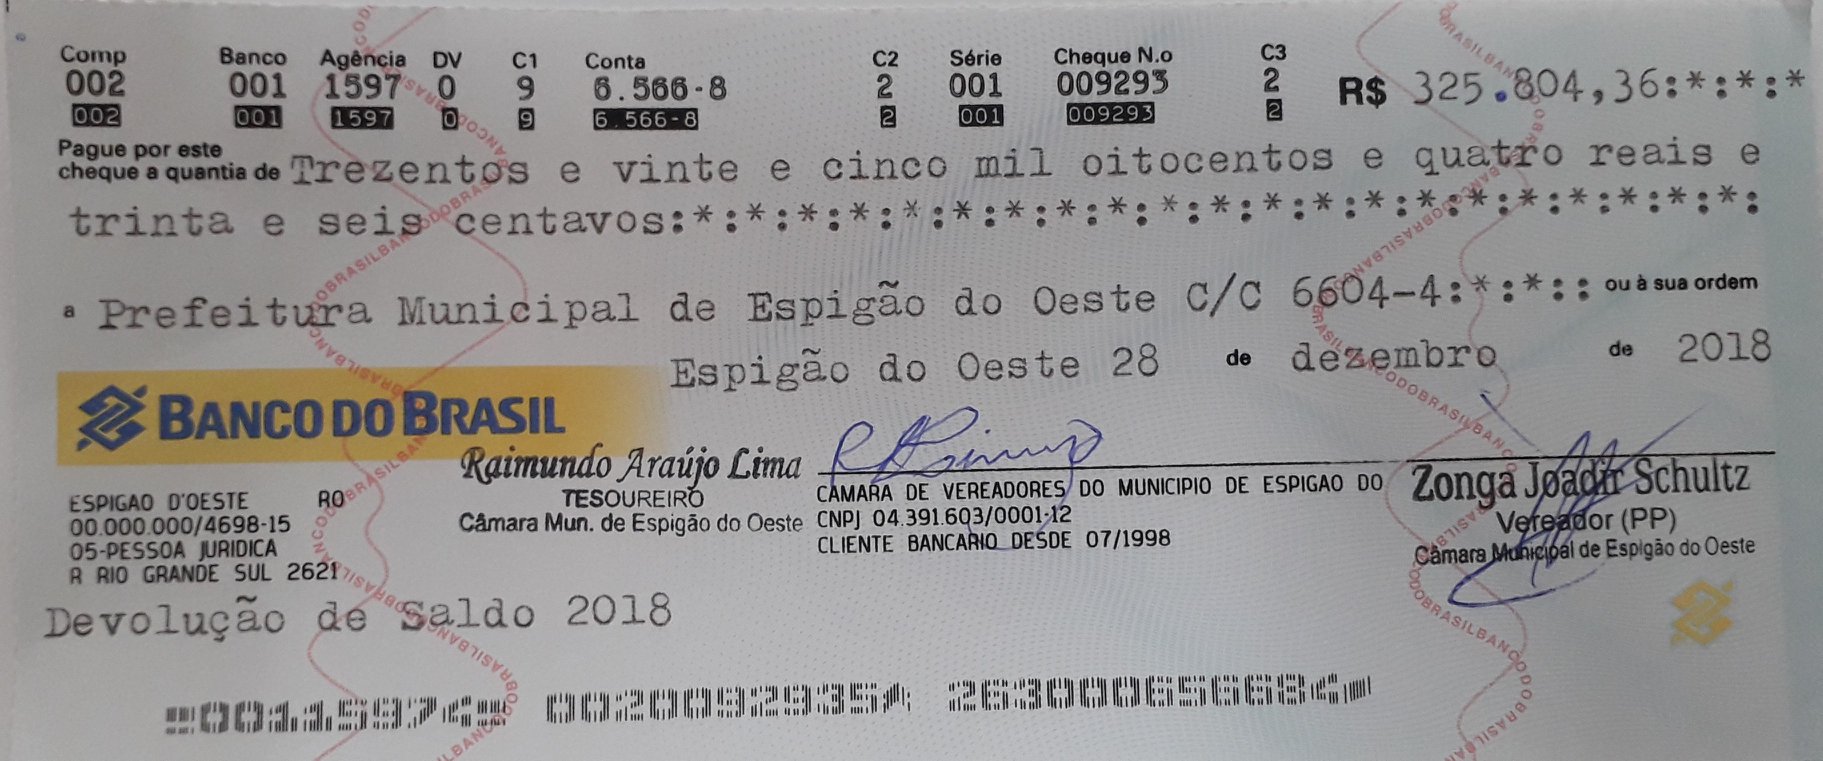 Comp Banco Agência DV C1 Conta C2 Série Cheque N.o C3
002 001 1597 0 9 6.566-8 2 001 009293 2 R$ 325.804,36:*:*:*
002 001 1597 0 9 6.566-8 2 001 009293 2
Pague por este
cheque a quantia de Trezentos e vinte e cinco mil oitocentos e quatro reais e
trinta e seis centavos:*:*:*:*:*:*:*:*:*:*:*:*:*:*:*:*:*:*:*:*:*:
a Prefeitura Municipal de Espigão do Oeste C/C 6604-4:*:*:: ou à sua ordem
Espigão do Oeste 28 de dezembro de 2018
BANCO DO BRASIL
Raimundo Araújo Lima
TESOUREIRO
Câmara Mun. de Espigão do Oeste
ESPIGAO D'OESTE RO
00.000.000/4698-15
05-PESSOA JURIDICA
R RIO GRANDE SUL 2621
CAMARA DE VEREADORES DO MUNICIPIO DE ESPIGAO DO
CNPJ 04.391.603/0001-12
CLIENTE BANCARIO DESDE 07/1998
Zonga Joadir Schultz
Vereador (PP)
Câmara Municipal de Espigão do Oeste
Devolução de Saldo 2018